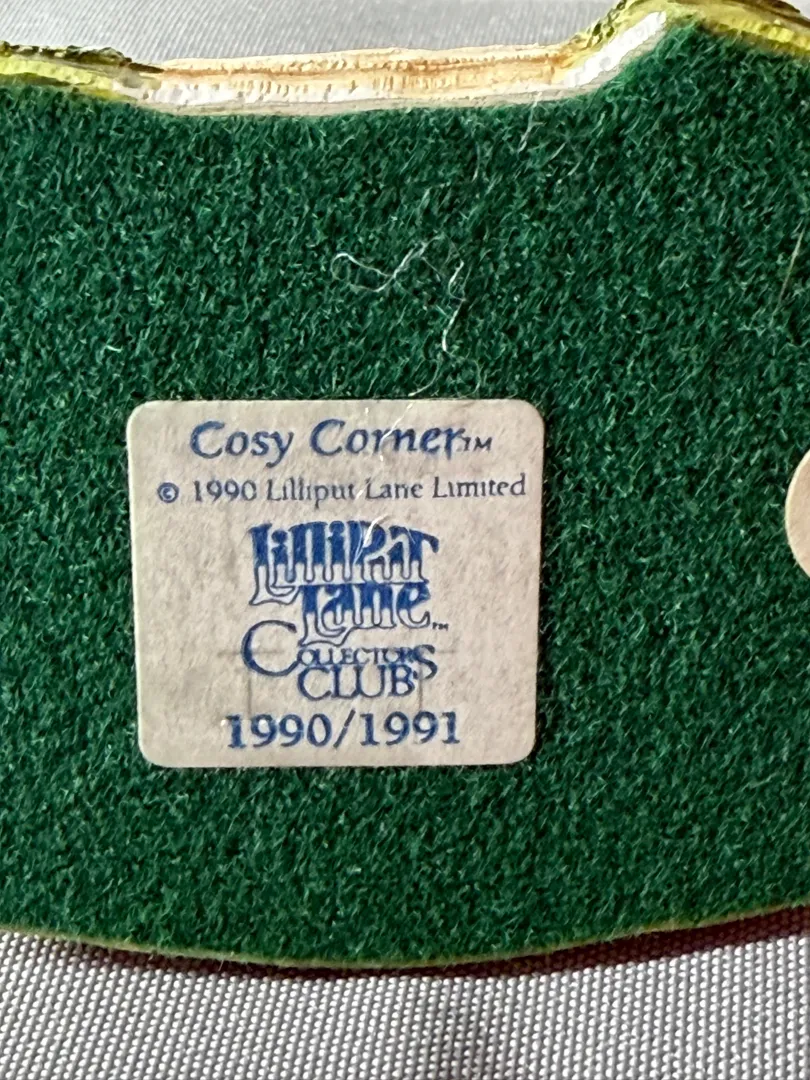 Cosy Corner™
© 1990 Lilliput Lane Limited
Lilliput
Lane™
Collectors
CLUB
1990/1991